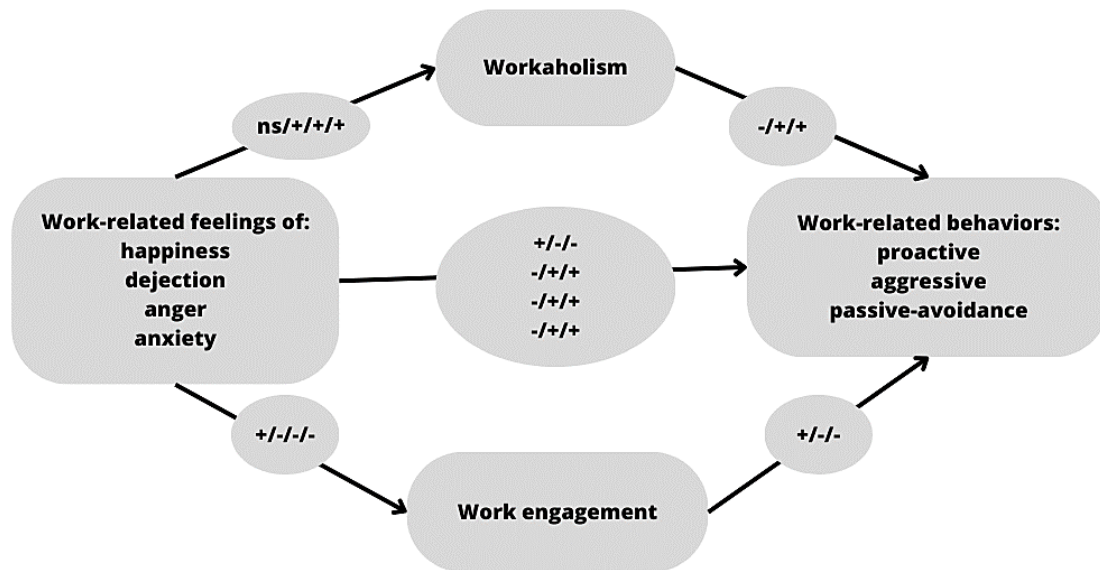 Workaholism
ns/+/+/+
-/+/+
Work-related feelings of:
happiness
dejection
anger
anxiety
+/-/-
-/+/+
-/+/+
-/+/+
Work-related behaviors:
proactive
aggressive
passive-avoidance
+/-/-/-
+/-/-
Work engagement